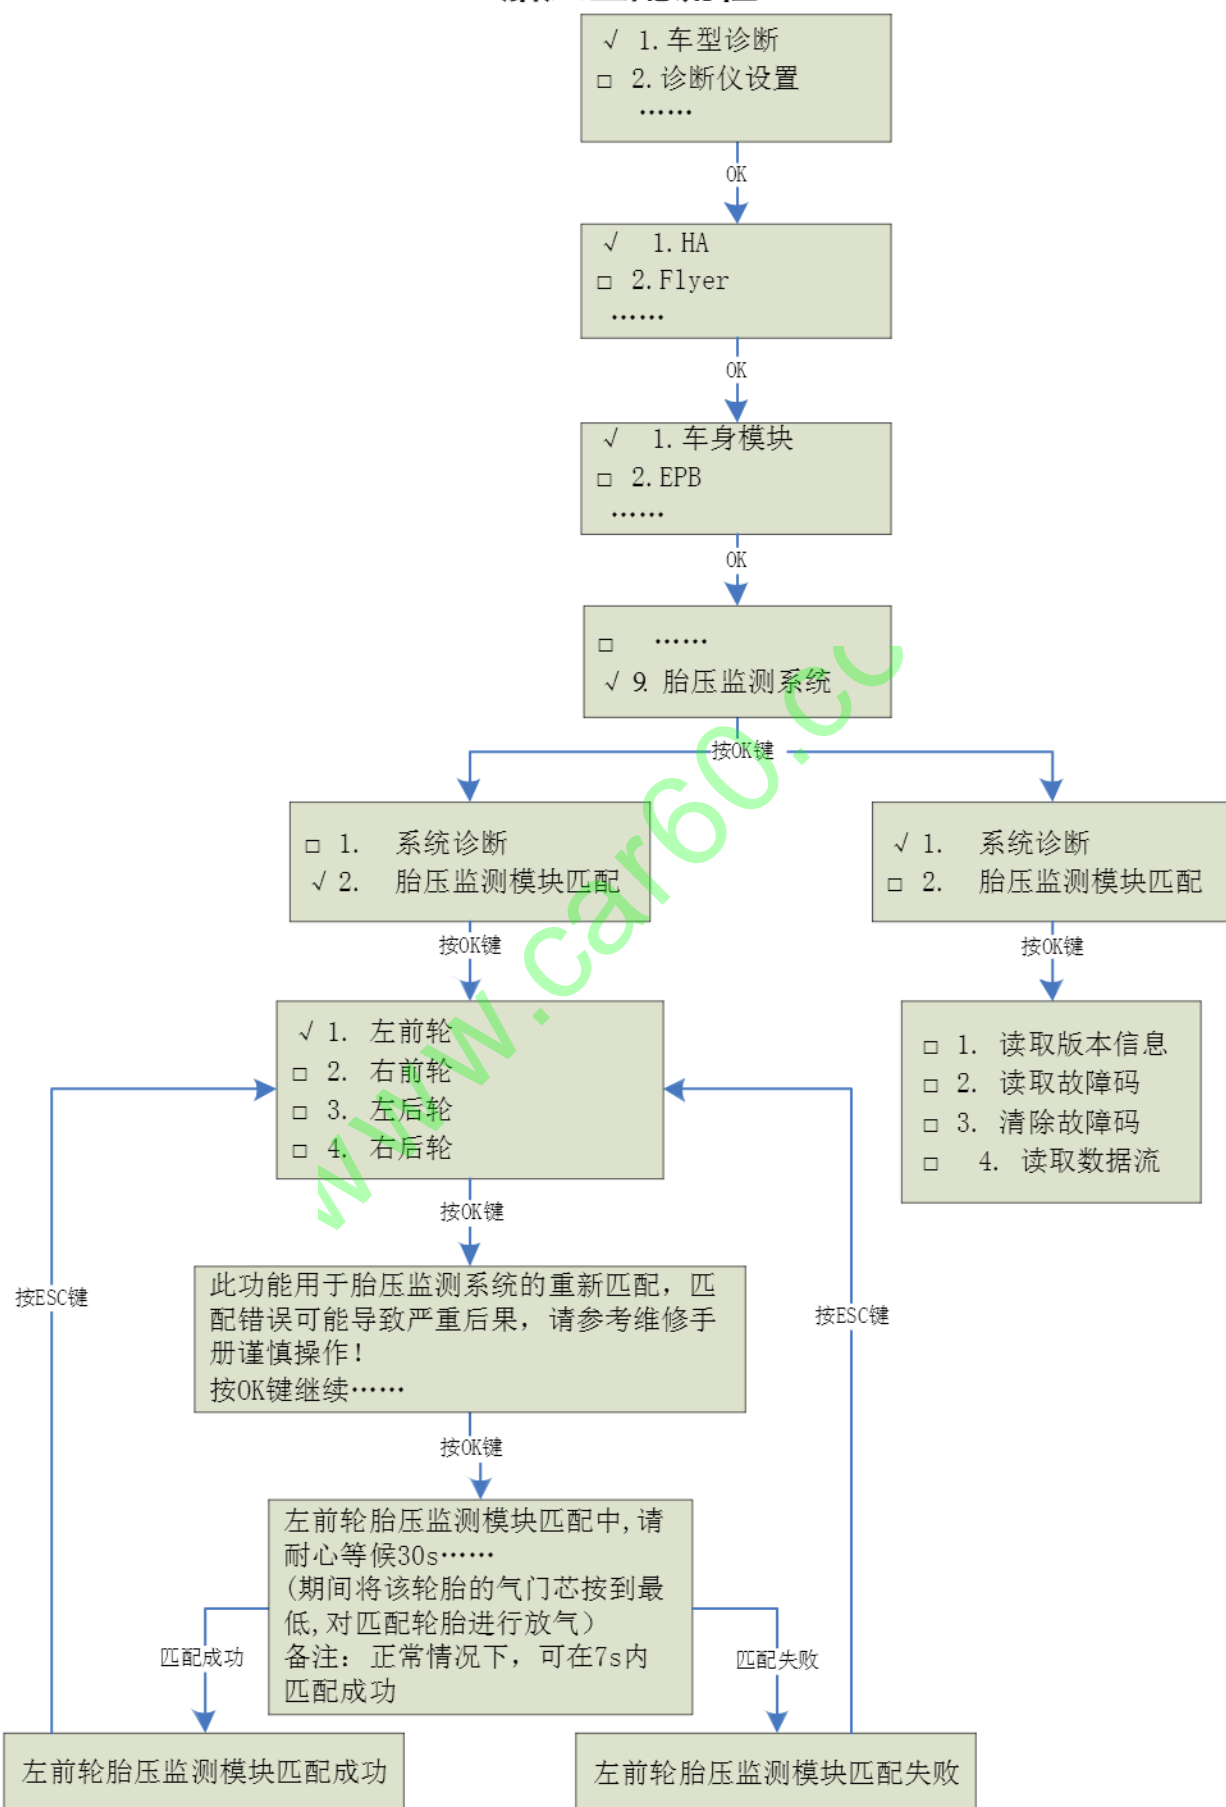 √ 1.车型诊断
□ 2.诊断仪设置
……
OK
√ 1.HA
□ 2.Flyer
……
OK
√ 1.车身模块
□ 2.EPB
……
OK
□ ……
√ 9. 胎压监测系统
按OK键
□ 1. 系统诊断
√ 2. 胎压监测模块匹配
√ 1. 系统诊断
□ 2. 胎压监测模块匹配
按OK键
按OK键
√ 1. 左前轮
□ 2. 右前轮
□ 3. 左后轮
□ 4. 右后轮
□ 1. 读取版本信息
□ 2. 读取故障码
□ 3. 清除故障码
□ 4. 读取数据流
按OK键
按ESC键
按ESC键
此功能用于胎压监测系统的重新匹配，匹
配错误可能导致严重后果，请参考维修手
册谨慎操作！
按OK键继续……
按OK键
左前轮胎压监测模块匹配中,请
耐心等候30s……
(期间将该轮胎的气门芯按到最
低,对匹配轮胎进行放气)
备注：正常情况下，可在7s内
匹配成功
匹配成功
匹配失败
左前轮胎压监测模块匹配成功
左前轮胎压监测模块匹配失败
www.car60.co